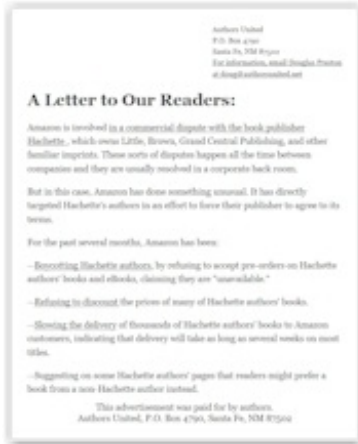 Authors United
P.O. Box 4790
Santa Fe, NM 87502
For information, email Douglas Preston
at doug@authorsunited.net
A Letter to Our Readers:
Amazon is involved in a commercial dispute with the book publisher
Hachette , which owns Little, Brown, Grand Central Publishing, and other
familiar imprints. These sorts of disputes happen all the time between
companies and they are usually resolved in a corporate back room.
But in this case, Amazon has done something unusual. It has directly
targeted Hachette's authors in an effort to force their publisher to agree to its
terms.
For the past several months, Amazon has been:
--Boycotting Hachette authors, by refusing to accept pre-orders on Hachette
authors' books and eBooks, claiming they are "unavailable."
--Refusing to discount the prices of many of Hachette authors' books.
--Slowing the delivery of thousands of Hachette authors' books to Amazon
customers, indicating that delivery will take as long as several weeks on most
titles.
--Suggesting on some Hachette authors' pages that readers might prefer a
book from a non-Hachette author instead.
This advertisement was paid for by authors.
Authors United, P.O. Box 4790, Santa Fe, NM 87502